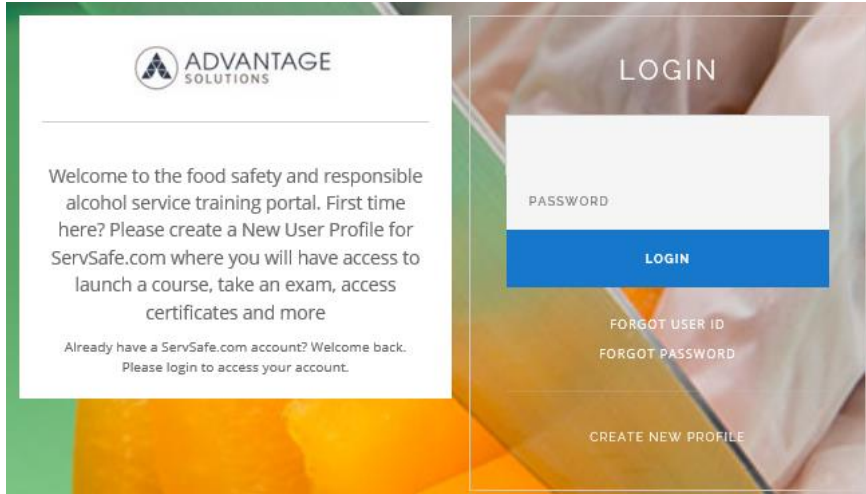 ADVANTAGE
SOLUTIONS
Welcome to the food safety and responsible
alcohol service training portal. First time
here? Please create a New User Profile for
ServSafe.com where you will have access to
launch a course, take an exam, access
certificates and more
Already have a ServSafe.com account? Welcome back.
Please login to access your account.
LOGIN
PASSWORD
LOGIN
FORGOT USER ID
FORGOT PASSWORD
CREATE NEW PROFILE